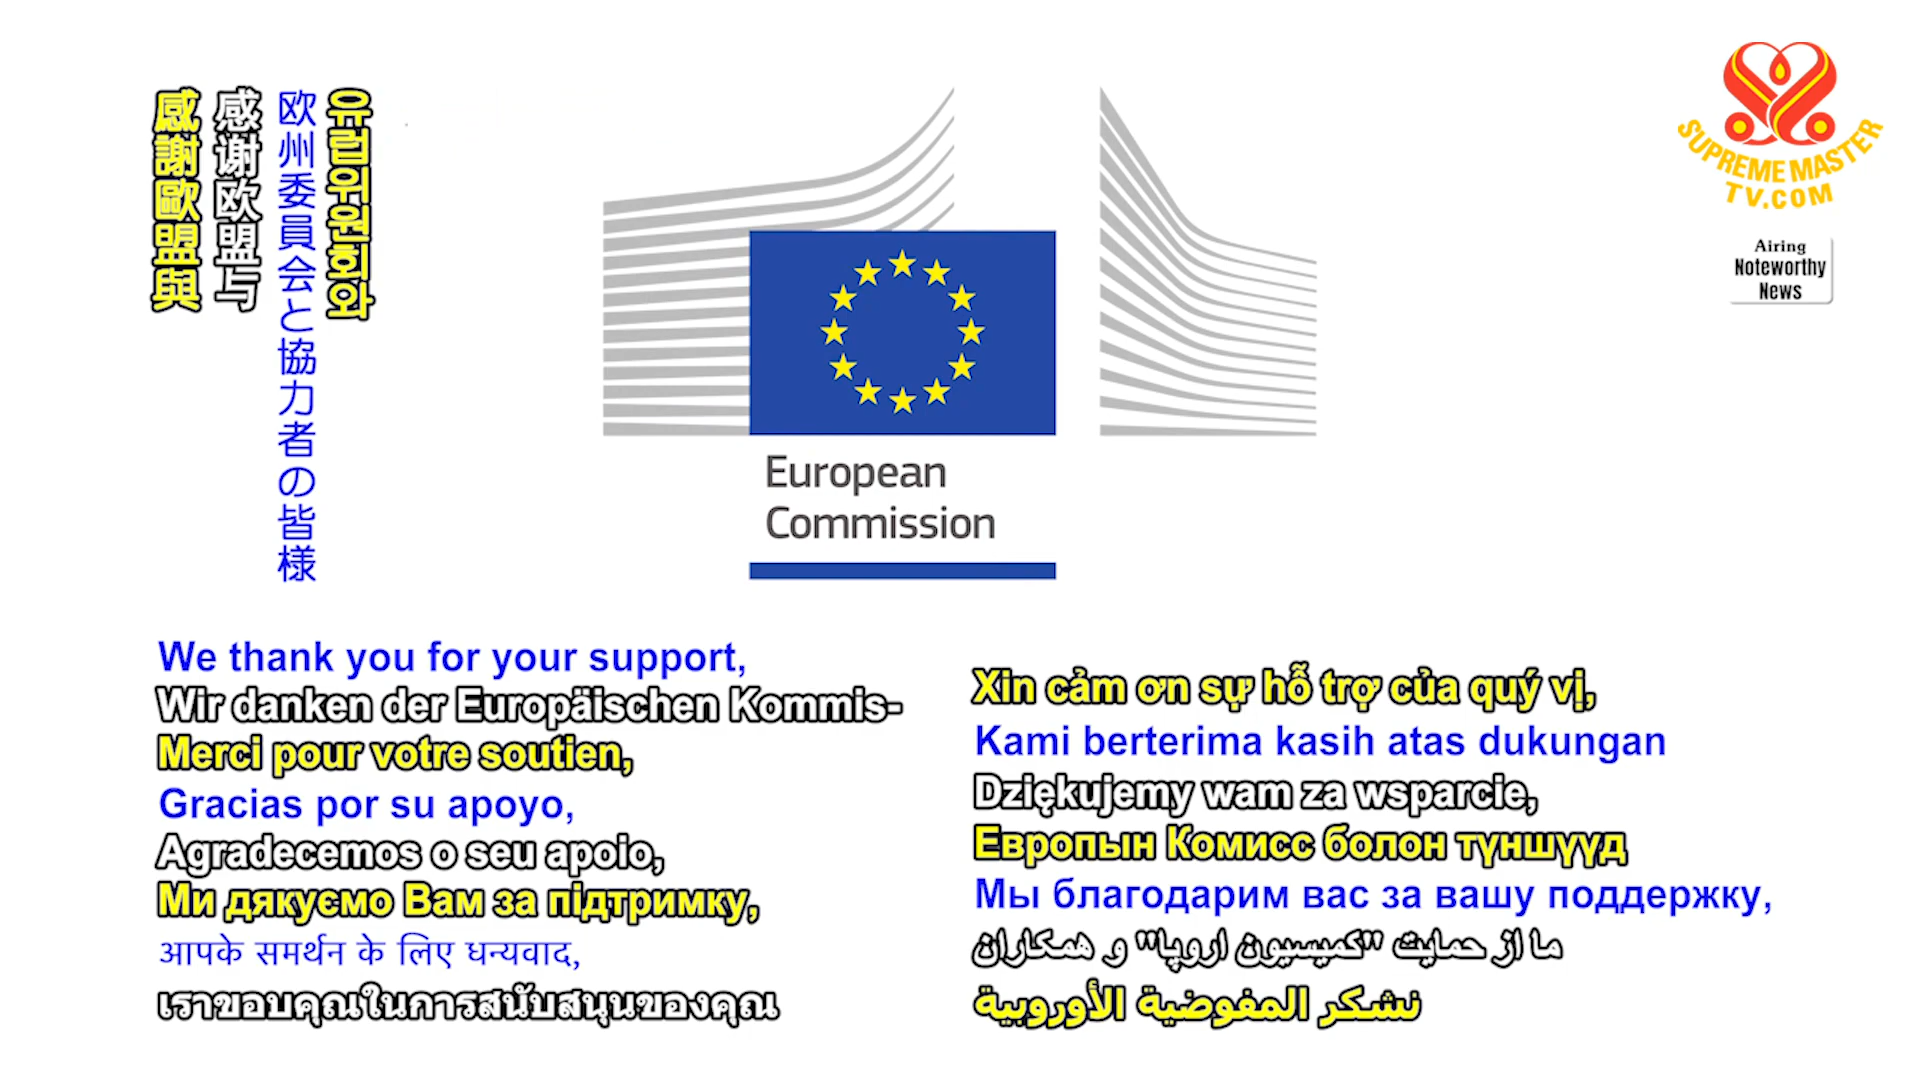 感謝歐盟與
感谢欧盟与
欧州委員会と協力者の皆様
유럽위원회와
SUPREME MASTER
TV.COM
Airing
Noteworthy
News
European
Commission
We thank you for your support,
Wir danken der Europäischen Kommis-
Merci pour votre soutien,
Gracias por su apoyo,
Agradecemos o seu apoio,
Ми дякуємо Вам за підтримку,
आपके समर्थन के लिए धन्यवाद,
เราขอบคุณในการสนับสนุนของคุณ
Xin cảm ơn sự hỗ trợ của quý vị,
Kami berterima kasih atas dukungan
Dziękujemy wam za wsparcie,
Европын Комисс болон түншүүд
Мы благодарим вас за вашу поддержку,
ما از حمایت "کمیسیون اروپا" و همکاران
نشكر المفوضية الأوروبية